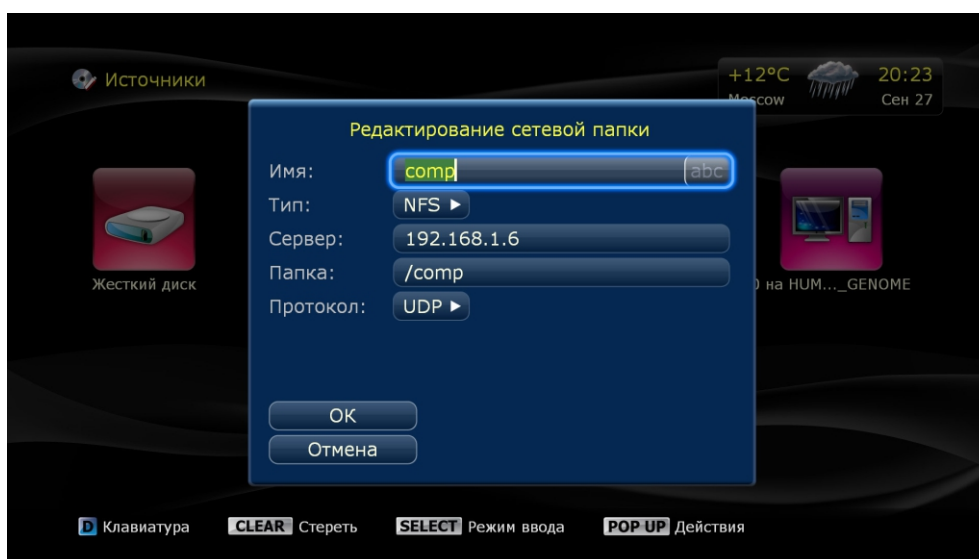 Источники
+12°C 20:23
Moscow Сен 27
Редактирование сетевой папки
Имя: comp abc
Тип: NFS
Сервер: 192.168.1.6
Папка: /comp
Протокол: UDP
Жесткий диск
на HUM..._GENOME
OK
Отмена
D Клавиатура CLEAR Стереть SELECT Режим ввода POP UP Действия